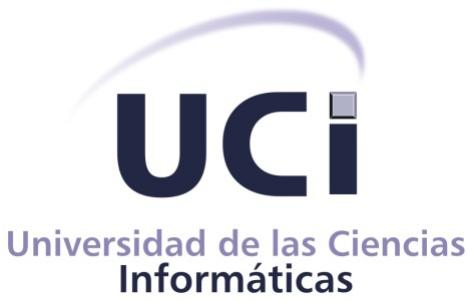 UCi
Universidad de las Ciencias
Informáticas